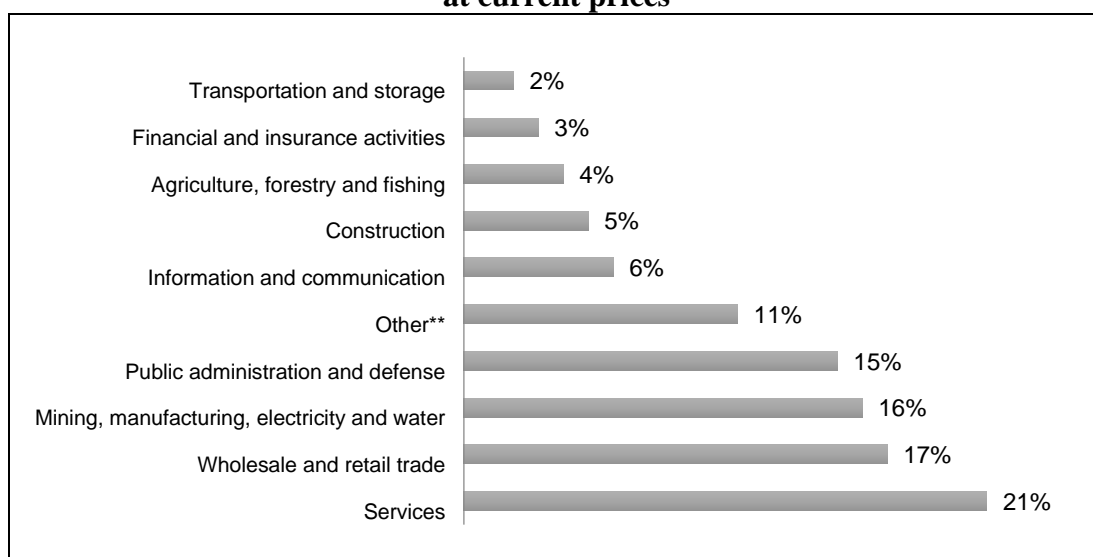 at current prices
Transportation and storage 2%
Financial and insurance activities 3%
Agriculture, forestry and fishing 4%
Construction 5%
Information and communication 6%
Other** 11%
Public administration and defense 15%
Mining, manufacturing, electricity and water 16%
Wholesale and retail trade 17%
Services 21%